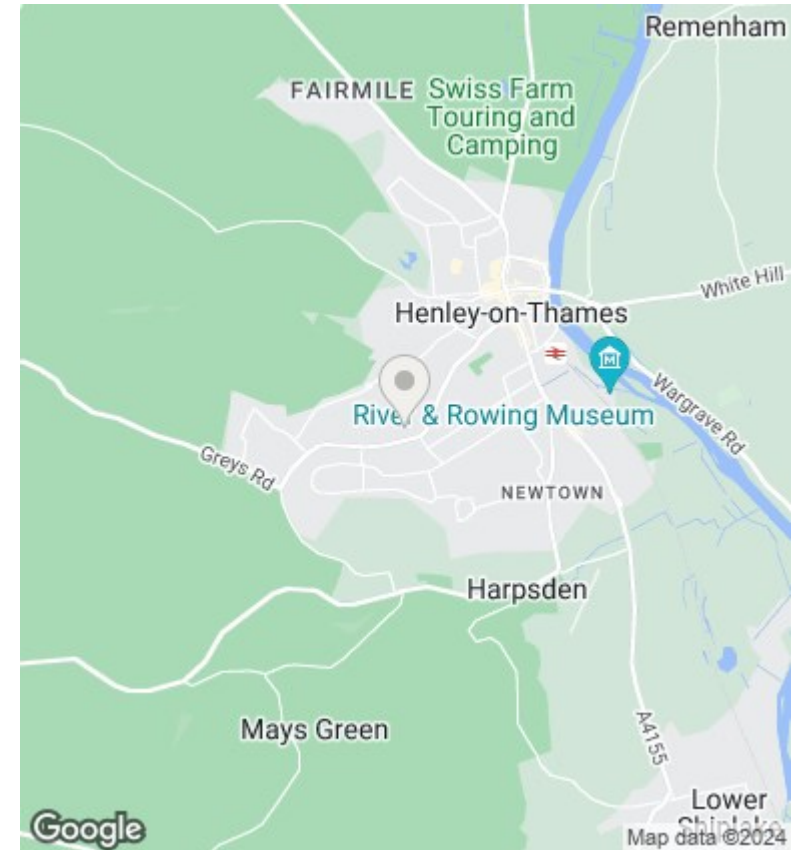 Remenham
FAIRMILE
Swiss Farm
Touring and
Camping
White Hill
Henley-on-Thames
M
River & Rowing Museum
Wargrave Rd
Greys Rd
NEWTOWN
Harpsden
Mays Green
A4155
Lower
Shiplake
Google
Map data ©2024